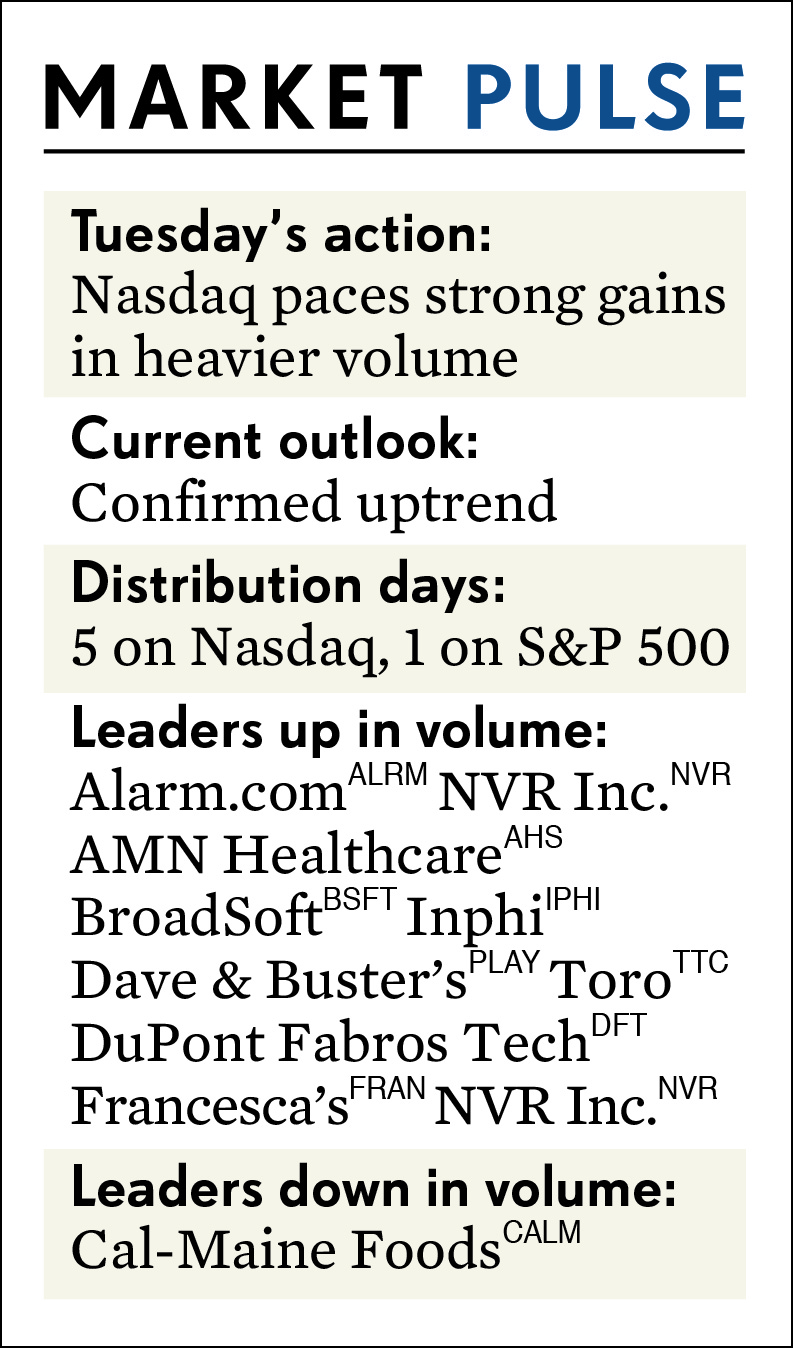 MARKET PULSE
Tuesday’s action:
Nasdaq paces strong gains
in heavier volume
Current outlook:
Confirmed uptrend
Distribution days:
5 on Nasdaq, 1 on S&P 500
Leaders up in volume:
Alarm.com ALRM NVR Inc. NVR
AMN Healthcare AHS
BroadSoft BSFT Inphi IPHI
Dave & Buster’s PLAY Toro TTC
DuPont Fabros Tech DFT
Francesca’s FRAN NVR Inc. NVR
Leaders down in volume:
Cal-Maine Foods CALM